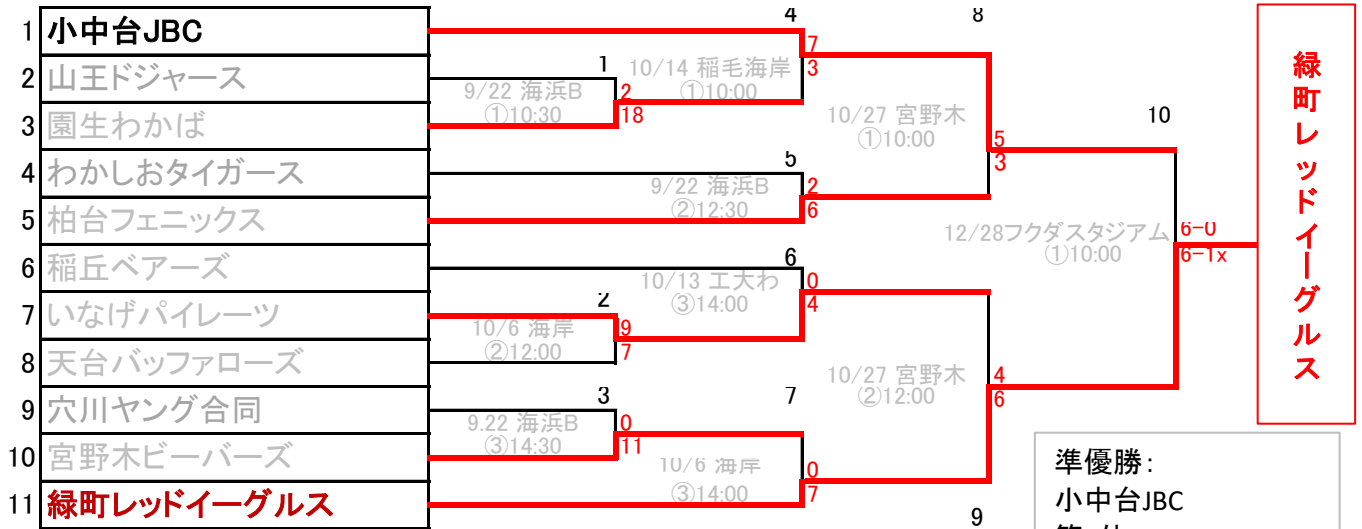 1 小中台JBC
2 山王ドジャース
3 園生わかば
4 わかしおタイガース
5 柏台フェニックス
6 稲丘ベアーズ
7 いなげパイレーツ
8 天台バッファローズ
9 穴川ヤング合同
10 宮野木ビーバーズ
11 緑町レッドイーグルス
1
9/22 海浜B
①10:30
2
18
2
10/6 海岸
②12:00
9
7
3
9.22 海浜B
③14:30
0
11
4
10/14 稲毛海岸
①10:00
7
3
5
9/22 海浜B
②12:30
2
6
6
10/13 工大わ
③14:00
0
4
7
10/6 海岸
③14:00
0
7
8
10/27 宮野木
①10:00
5
3
10/27 宮野木
②12:00
4
6
9
10
12/28フクダスタジアム
①10:00
6-0
6-1x
緑町レッドイーグルス
準優勝：
小中台JBC